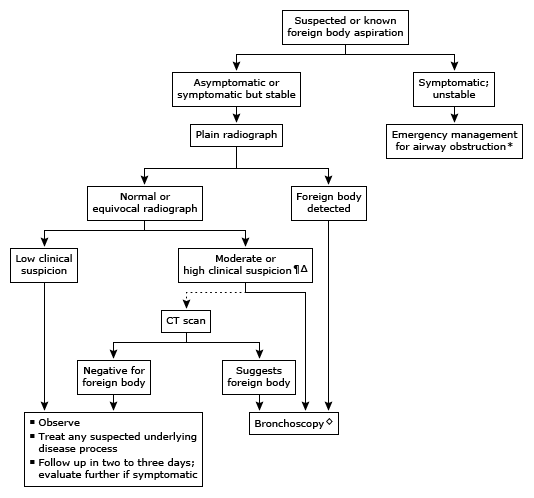 Suspected or known
foreign body aspiration
Asymptomatic or
symptomatic but stable
Symptomatic;
unstable
Plain radiograph
Emergency management
for airway obstruction*
Normal or
equivocal radiograph
Foreign body
detected
Low clinical
suspicion
Moderate or
high clinical suspicion¶Δ
CT scan
Negative for
foreign body
Suggests
foreign body
▪ Observe
▪ Treat any suspected underlying
disease process
▪ Follow up in two to three days;
evaluate further if symptomatic
Bronchoscopy◇